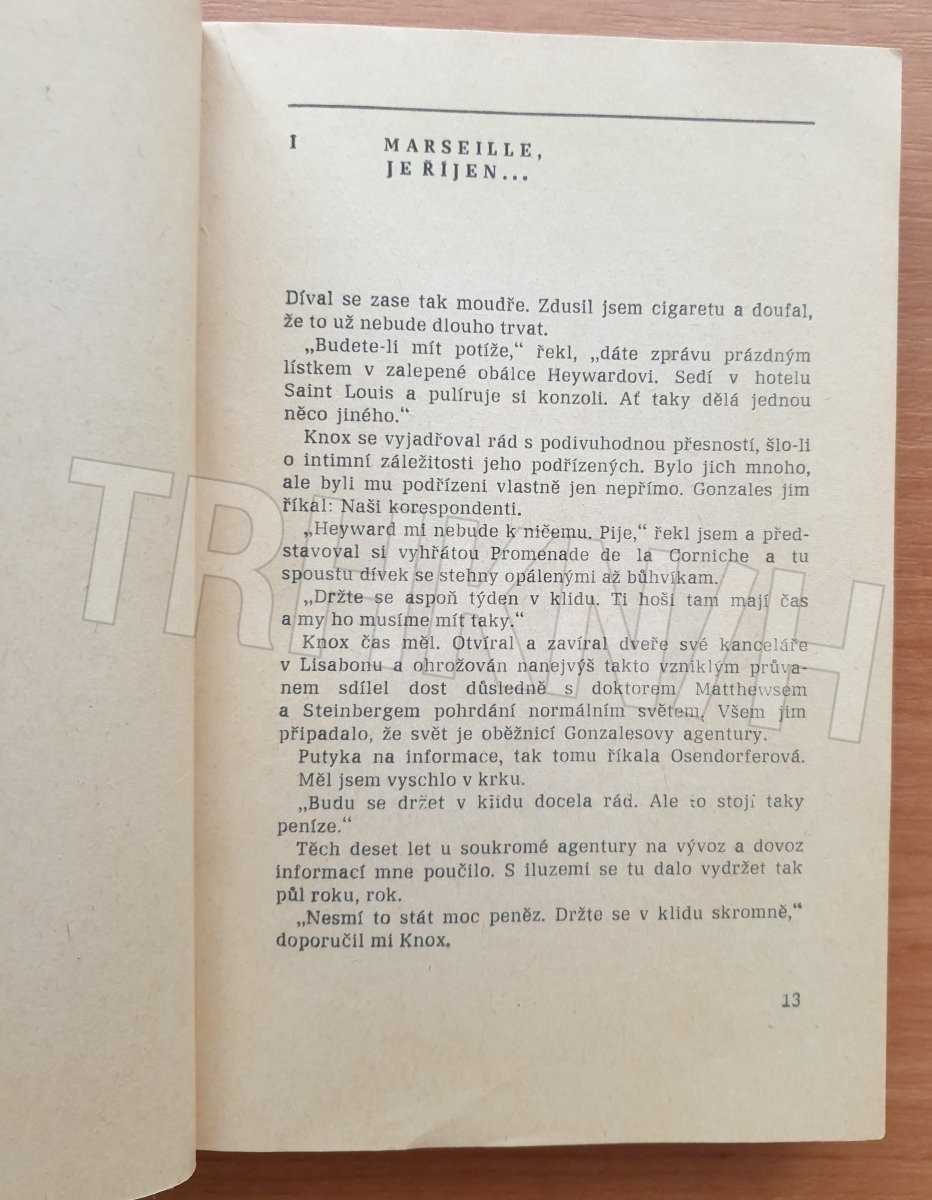 I MARSEILLE,
JE ŘÍJEN...
Díval se zase tak moudře. Zdusil jsem cigaretu a doufal,
že to už nebude dlouho trvat.
„Budete-li mít potíže,“ řekl, „dáte zprávu prázdným
lístkem v zalepené obálce Heywardovi. Sedí v hotelu
Saint Louis a pulíruje si konzoli. Ať taky dělá jednou
něco jiného.“
Knox se vyjadřoval rád s podivuhodnou přesností, šlo-li
o intimní záležitosti jeho podřízených. Bylo jich mnoho,
ale byli mu podřízeni vlastně jen nepřímo. Gonzales jim
říkal: Naši korespondenti.
„Heyward mi nebude k ničemu. Pije,“ řekl jsem a před-
stavoval si vyhřátou Promenade de la Corniche a tu
spoustu dívek se stehny opálenými až bůhvíkam.
„Držte se aspoň týden v klidu. Ti hoši tam mají čas
a my ho musíme mít taky.“
Knox čas měl. Otvíral a zavíral dveře své kanceláře
v Lisabonu a ohrožován nanejvýš takto vzniklým průva-
nem sdílel dost důsledně s doktorem Matthewsem
a Steinbergem pohrdání normálním světem. Všem jim
připadalo, že svět je oběžnicí Gonzalesovy agentury.
Putyka na informace, tak tomu říkala Osendorferová.
Měl jsem vyschlo v krku.
„Budu se držet v klidu docela rád. Ale to stojí taky
peníze.“
Těch deset let u soukromé agentury na vývoz a dovoz
informací mne poučilo. S iluzemi se tu dalo vydržet tak
půl roku, rok.
„Nesmí to stát moc peněz. Držte se v klidu skromně,“
doporučil mi Knox.
13
TRHKNIH